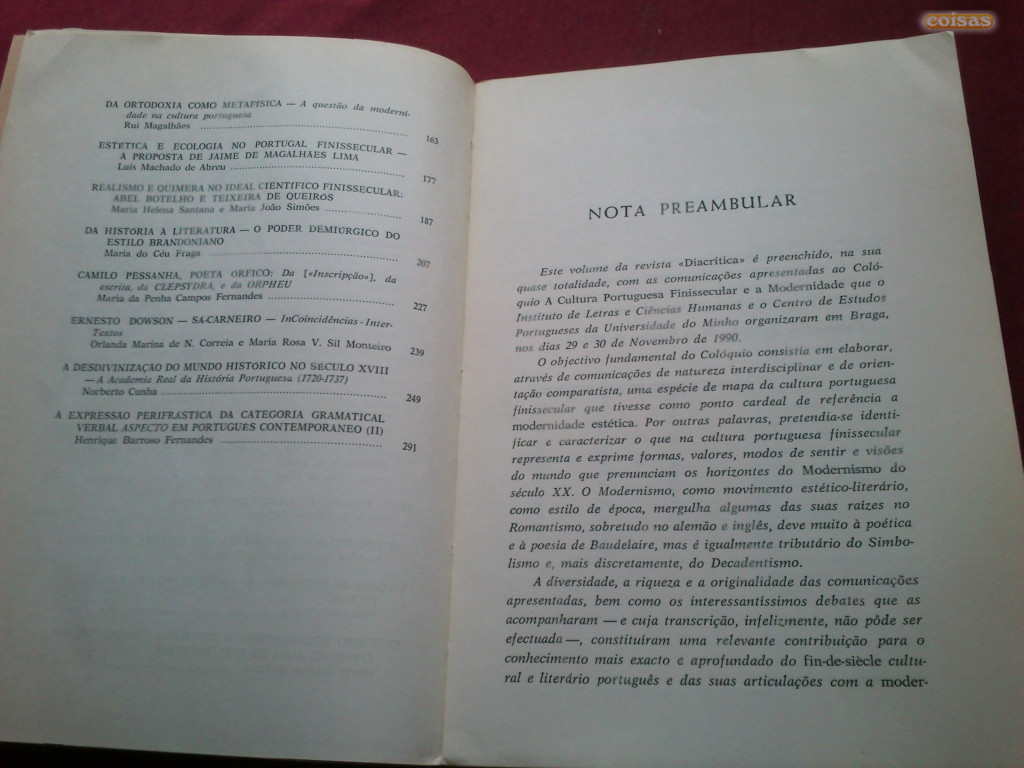 coisas
DA ORTODOXIA COMO METAFISICA — A questão da moderni-
dade na cultura portuguesa
Rui Magalhães ........ 163
ESTÉTICA E ECOLOGIA NO PORTUGAL FINISSECULAR —
A PROPOSTA DE JAIME DE MAGALHÃES LIMA
Luís Machado de Abreu ........ 177
REALISMO E QUIMERA NO IDEAL CIENTIFICO FINISSECULAR:
ABEL BOTELHO E TEIXEIRA DE QUEIROS
Maria Helena Santana e Maria João Simões ........ 187
DA HISTORIA A LITERATURA — O PODER DEMIURGICO DO
ESTILO BRANDONIANO
Maria do Céu Fraga ........ 207
CAMILO PESSANHA, POETA ORFICO: Da [«Inscripção»], da
escrita, da CLEPSYDRA, e da ORPHEU
Maria da Penha Campos Fernandes ........ 227
ERNESTO DOWSON — SA-CARNEIRO — InCoincidências-Inter-
Textos
Orlanda Marina de N. Correia e Maria Rosa V. Sil Monteiro 239
A DESDIVINIZAÇÃO DO MUNDO HISTÓRICO NO SÉCULO XVIII
— A Academia Real da História Portuguesa (1720-1737)
Norberto Cunha ........ 249
A EXPRESSÃO PERIFRASTICA DA CATEGORIA GRAMATICAL
VERBAL ASPECTO EM PORTUGUÊS CONTEMPORANEO (II)
Henrique Barroso Fernandes ........ 291
NOTA PREAMBULAR
Este volume da revista «Diacrítica» é preenchido, na sua
quase totalidade, com as comunicações apresentadas ao Coló-
quio A Cultura Portuguesa Finissecular e a Modernidade que o
Instituto de Letras e Ciências Humanas e o Centro de Estudos
Portugueses da Universidade do Minho organizaram em Braga,
nos dias 29 e 30 de Novembro de 1990.
O objectivo fundamental do Colóquio consistia em elaborar,
através de comunicações de natureza interdisciplinar e de orien-
tação comparatista, uma espécie de mapa da cultura portuguesa
finissecular que tivesse como ponto cardeal de referência a
modernidade estética. Por outras palavras, pretendia-se identi-
ficar e caracterizar o que na cultura portuguesa finissecular
representa e exprime formas, valores, modos de sentir e visões
do mundo que prenunciam os horizontes do Modernismo do
século XX. O Modernismo, como movimento estético-literário,
como estilo de época, mergulha algumas das suas raízes no
Romantismo, sobretudo no alemão e inglês, deve muito à poética
e à poesia de Baudelaire, mas é igualmente tributário do Simbo-
lismo e, mais discretamente, do Decadentismo.
A diversidade, a riqueza e a originalidade das comunicações
apresentadas, bem como os interessantíssimos debates que as
acompanharam — e cuja transcrição, infelizmente, não pôde ser
efectuada —, constituíram uma relevante contribuição para o
conhecimento mais exacto e aprofundado do fin-de-siècle cultu-
ral e literário português e das suas articulações com a moder-